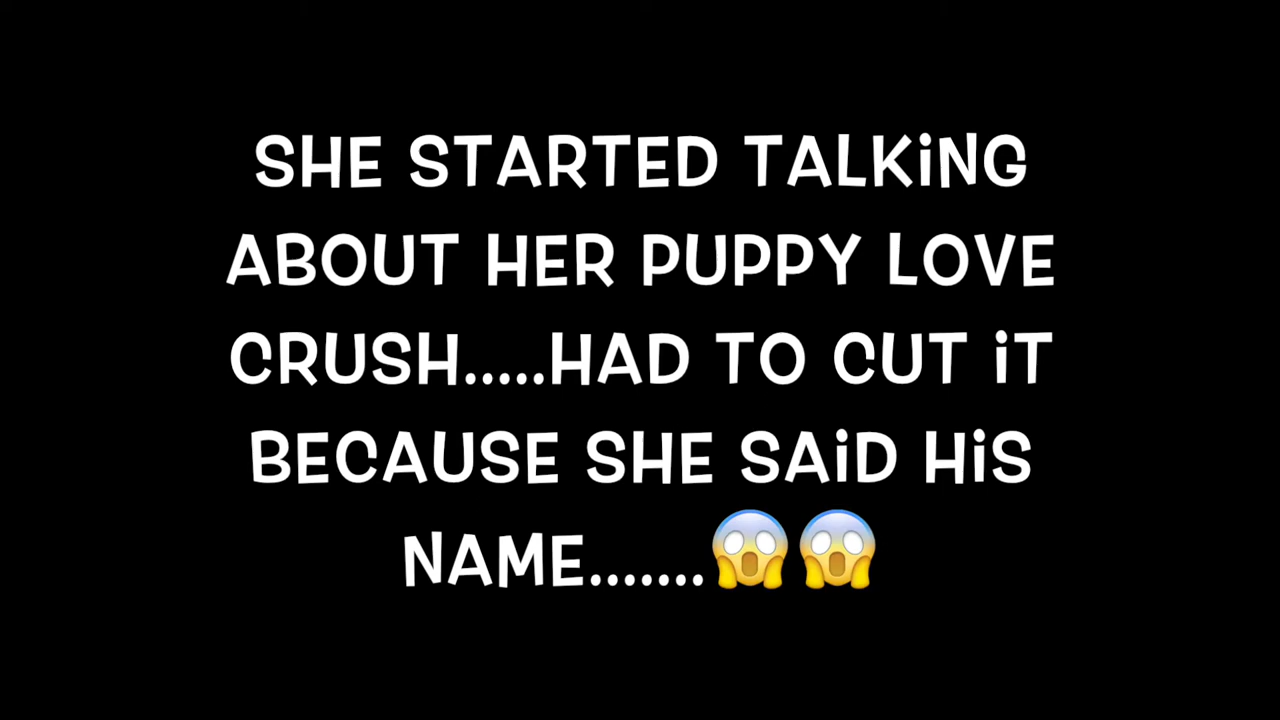 SHE STARTED TALKiNG
ABOUT HER PUPPY LOVE
CRUSH.....HAD TO CUT iT
BECAUSE SHE SAiD HiS
NAME.......😱😱